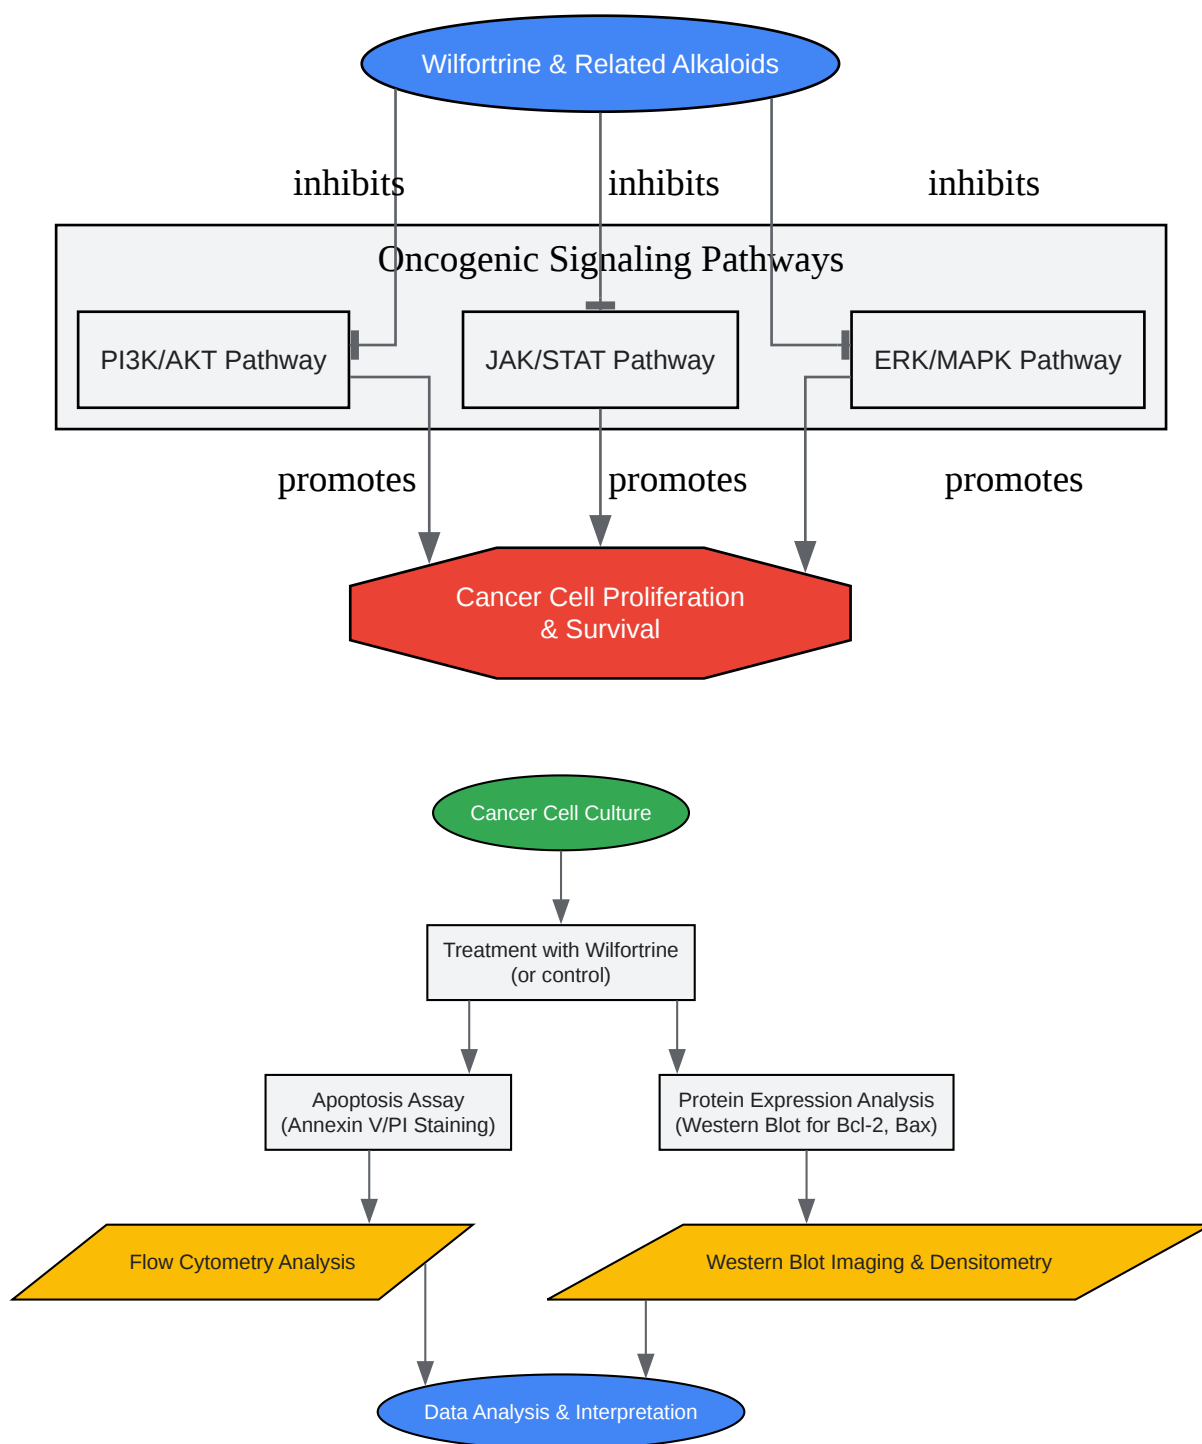 Wilfortrine & Related Alkaloids
inhibits
inhibits
inhibits
Oncogenic Signaling Pathways
PI3K/AKT Pathway
JAK/STAT Pathway
ERK/MAPK Pathway
promotes
promotes
promotes
Cancer Cell Proliferation
& Survival
Cancer Cell Culture
Treatment with Wilfortrine
(or control)
Apoptosis Assay
(Annexin V/PI Staining)
Protein Expression Analysis
(Western Blot for Bcl-2, Bax)
Flow Cytometry Analysis
Western Blot Imaging & Densitometry
Data Analysis & Interpretation